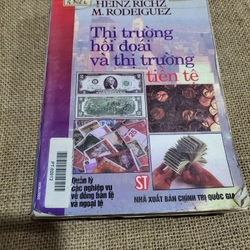 HEINZ RICHZ
M. RODEIGUEZ
Thị trường
hối đoái
và thị trường
tiền tệ
Quản lý
các nghiệp vụ
về đồng bản tệ
và ngoại tệ
ST
NHÀ XUẤT BẢN CHÍNH TRỊ QUỐC GIA